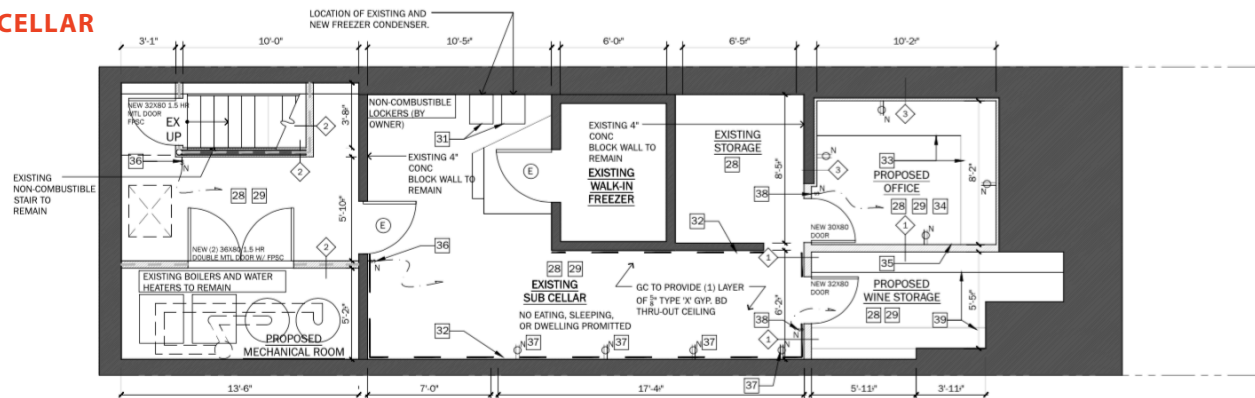 CELLAR
LOCATION OF EXISTING AND
NEW FREEZER CONDENSER.
3'-1"
10'-0"
10'-5"
6'-0"
6'-5"
10'-2"
NEW 32X80 1.5 HR
MTL DOOR
FPSC
EX
UP
2
3'-8"
NON-COMBUSTIBLE
LOCKERS (BY
OWNER)
31
EXISTING 4"
CONC
BLOCK WALL TO
REMAIN
E
EXISTING 4"
CONC
BLOCK WALL TO
REMAIN
EXISTING
WALK-IN
FREEZER
EXISTING
STORAGE
28
8'-5"
N
3
33
PROPOSED
OFFICE
28 29 34
8'-2"
N
3
N
38
N
36
N
2
EXISTING
NON-COMBUSTIBLE
STAIR TO
REMAIN
28 29
5'-10"
E
36
N
32
NEW 30X80
DOOR
1
N
35
NEW (2) 36X80 1.5 HR
DOUBLE MTL DOOR W/ FPSC
2
EXISTING BOILERS AND WATER
HEATERS TO REMAIN
5'-2"
PROPOSED
MECHANICAL ROOM
28 29
EXISTING
SUB CELLAR
NO EATING, SLEEPING,
OR DWELLING PROMITTED
GC TO PROVIDE (1) LAYER
OF 5/8" TYPE 'X' GYP. BD
THRU-OUT CEILING
6'-2"
1
NEW 32X80
DOOR
PROPOSED
WINE STORAGE
28 29
39
5'-5"
38
N
1
32
N
37
N
37
N
37
N
37
13'-6"
7'-0"
17'-4"
5'-11"
3'-11"